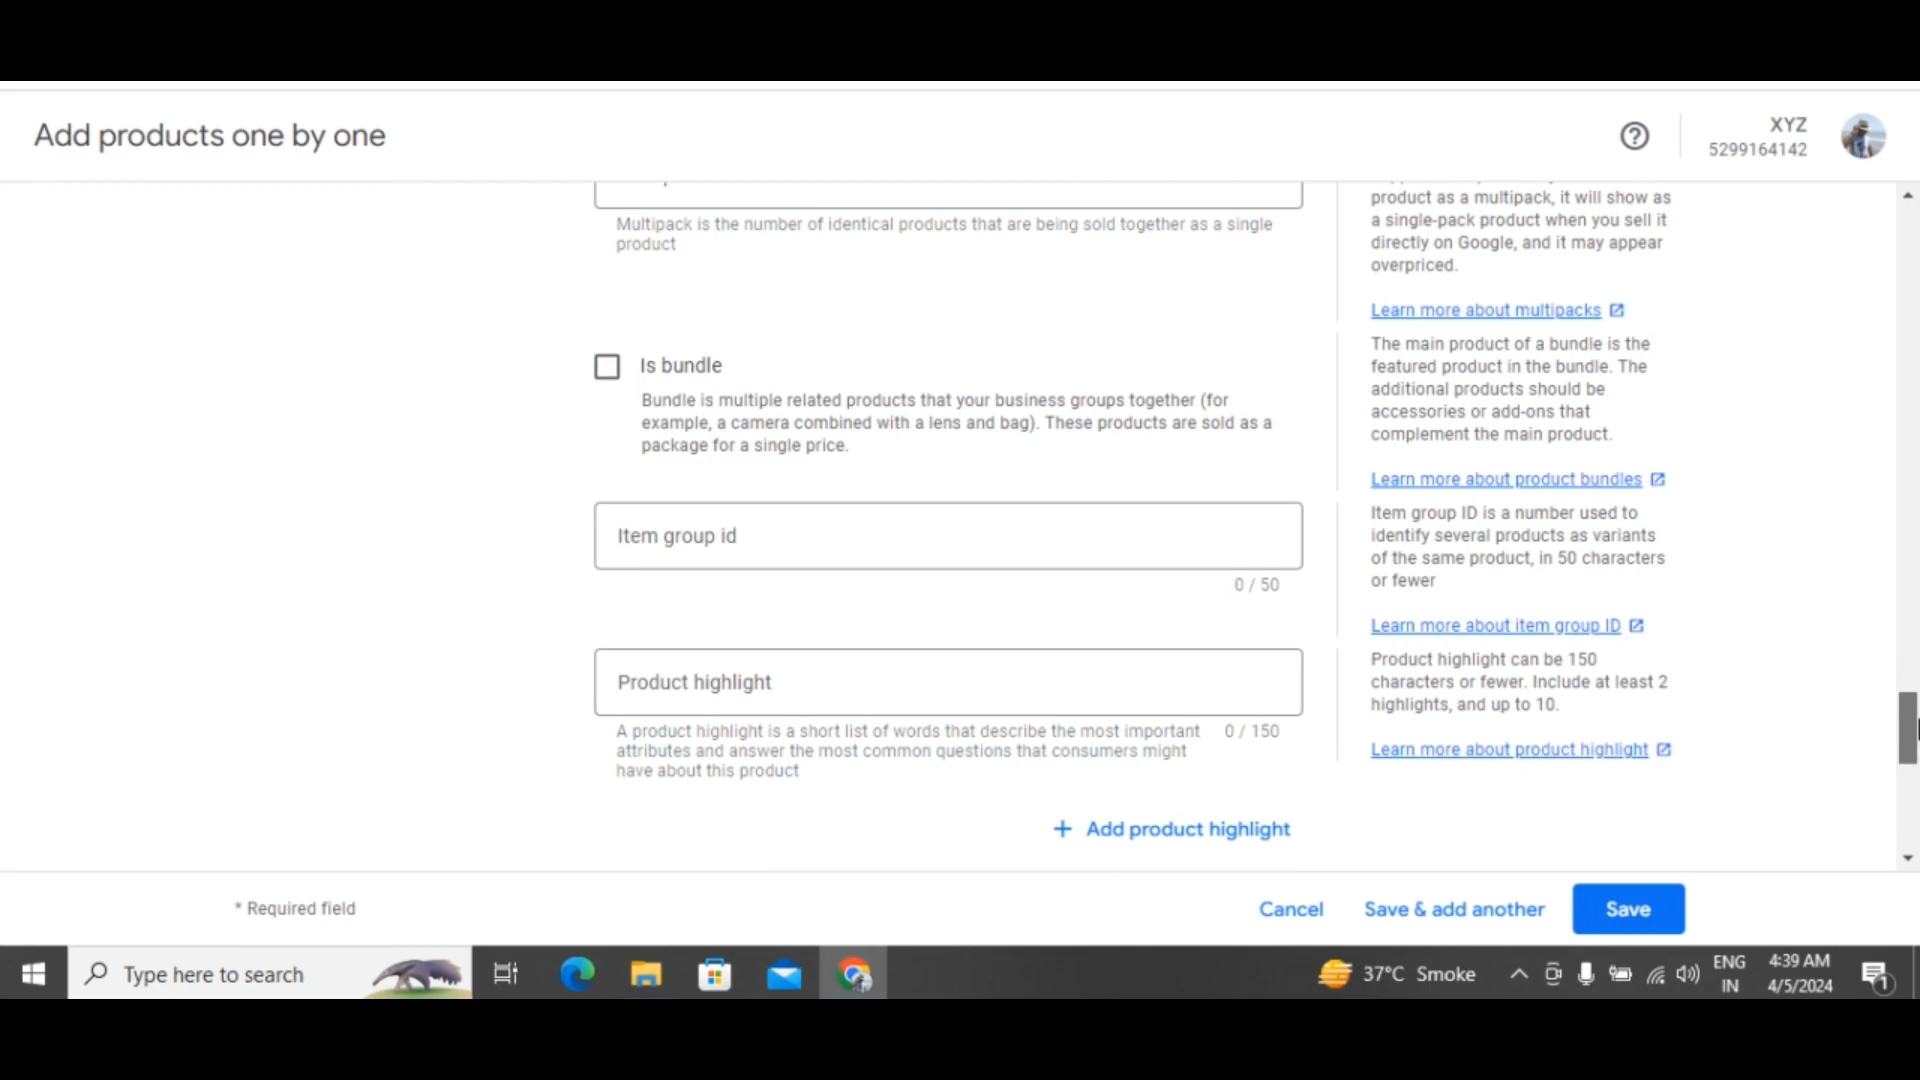 Add products one by one
XYZ
5299164142
Multipack is the number of identical products that are being sold together as a single
product
product as a multipack, it will show as
a single-pack product when you sell it
directly on Google, and it may appear
overpriced.
Learn more about multipacks
Is bundle
Bundle is multiple related products that your business groups together (for
example, a camera combined with a lens and bag). These products are sold as a
package for a single price.
The main product of a bundle is the
featured product in the bundle. The
additional products should be
accessories or add-ons that
complement the main product.
Learn more about product bundles
Item group id
0 / 50
Item group ID is a number used to
identify several products as variants
of the same product, in 50 characters
or fewer
Learn more about item group ID
Product highlight
A product highlight is a short list of words that describe the most important
attributes and answer the most common questions that consumers might
have about this product
0 / 150
Product highlight can be 150
characters or fewer. Include at least 2
highlights, and up to 10.
Learn more about product highlight
+ Add product highlight
* Required field
Cancel
Save & add another
Save
Type here to search
37°C Smoke
ENG
IN
4:39 AM
4/5/2024
1